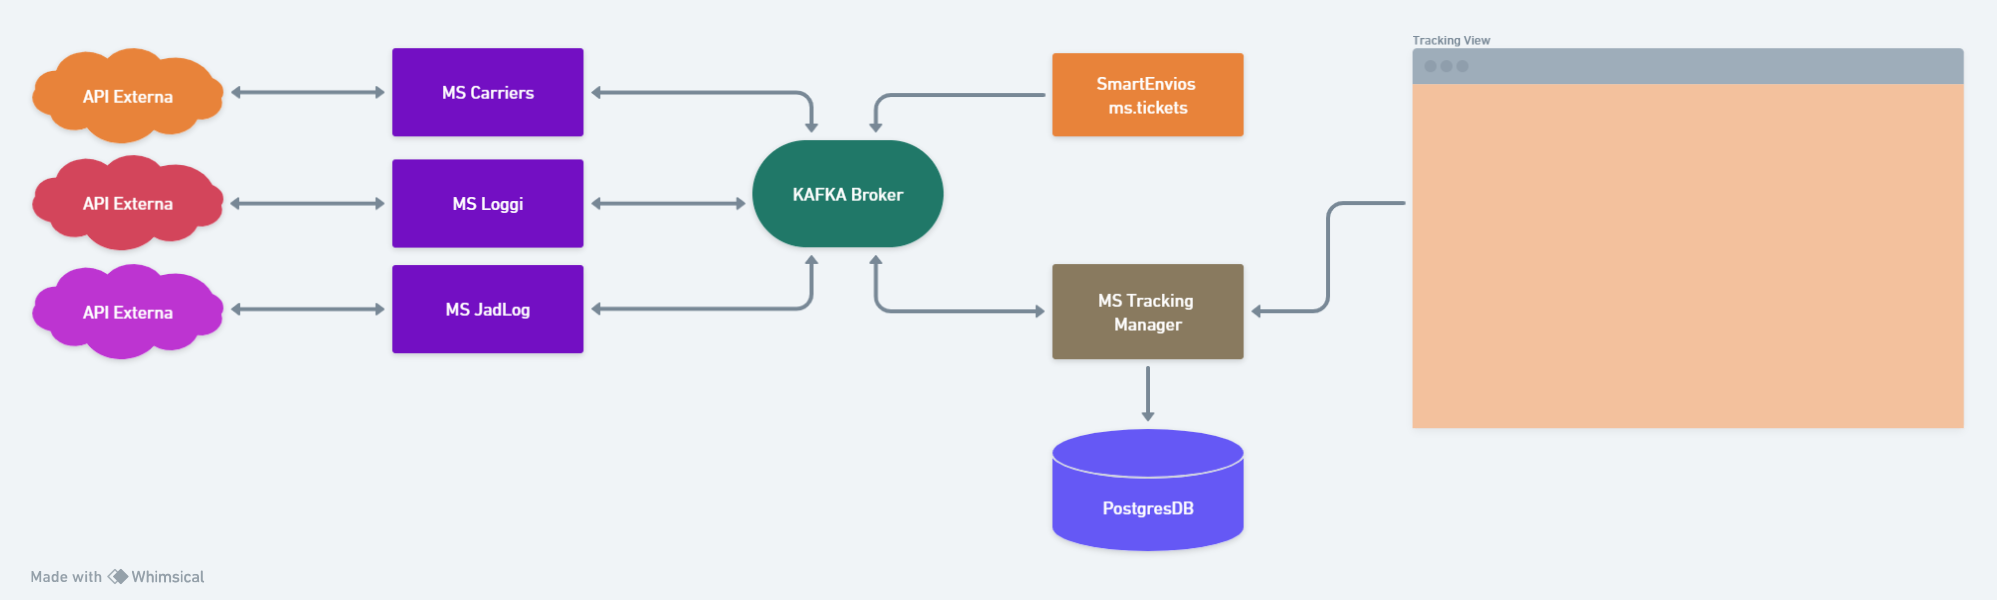 Tracking View
API Externa
MS Carriers
SmartEnvios
ms.tickets
KAFKA Broker
API Externa
MS Loggi
API Externa
MS JadLog
MS Tracking
Manager
PostgresDB
Made with Whimsical